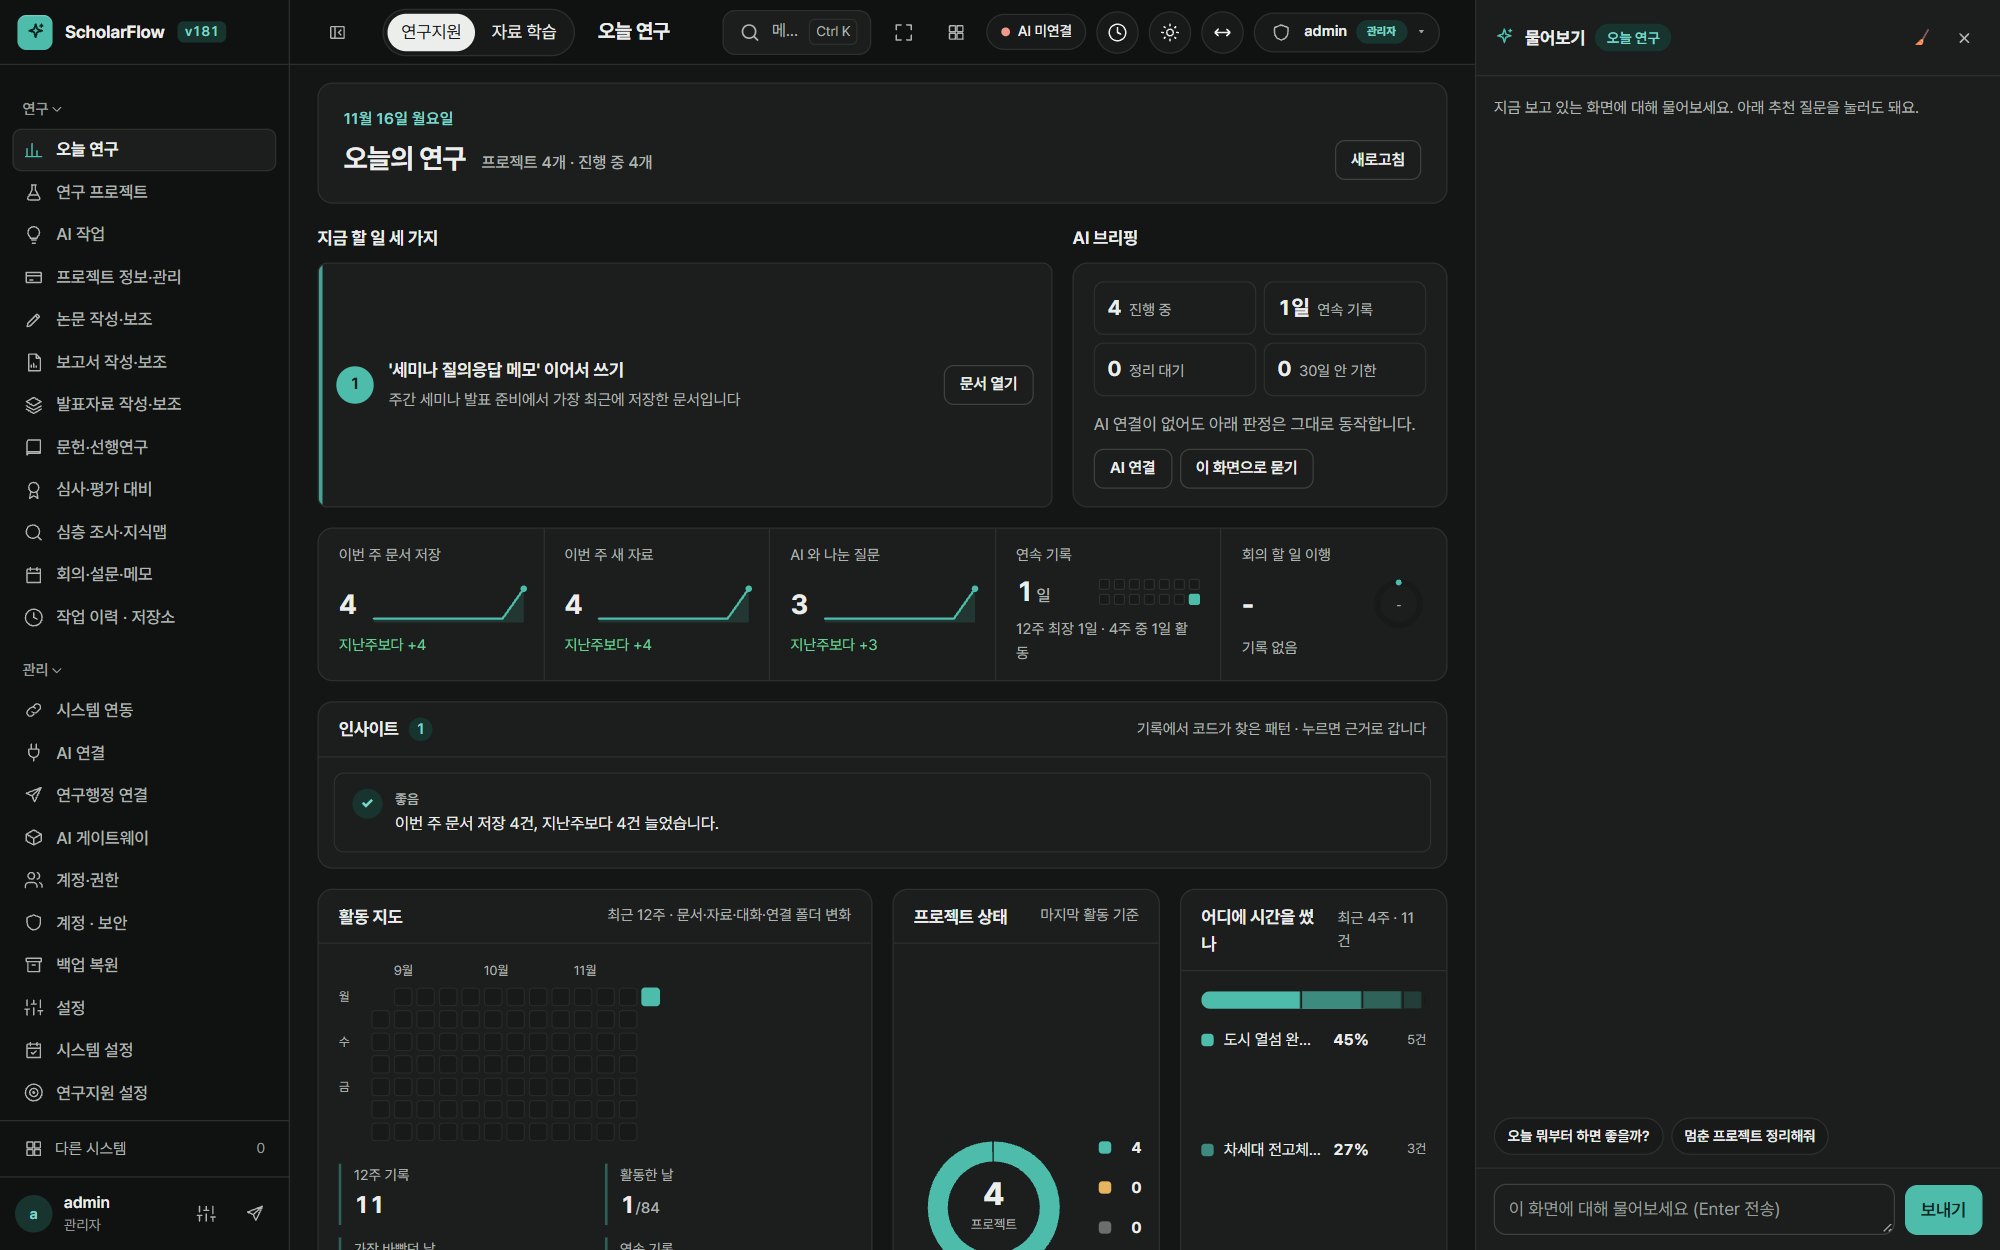 ScholarFlow v181
연구
오늘 연구
연구 프로젝트
AI 작업
프로젝트 정보·관리
논문 작성·보조
보고서 작성·보조
발표자료 작성·보조
문헌·선행연구
심사·평가 대비
심층 조사·지식맵
회의·설문·메모
작업 이력 · 저장소
관리
시스템 연동
AI 연결
연구행정 연결
AI 게이트웨이
계정·권한
계정 · 보안
백업 복원
설정
시스템 설정
연구지원 설정
다른 시스템 0
a admin
관리자
연구지원 자료 학습 오늘 연구 메... Ctrl K AI 미연결 admin 관리자
11월 16일 월요일
오늘의 연구 프로젝트 4개 · 진행 중 4개 새로고침
지금 할 일 세 가지
1 '세미나 질의응답 메모' 이어서 쓰기
주간 세미나 발표 준비에서 가장 최근에 저장한 문서입니다
문서 열기
AI 브리핑
4 진행 중 1일 연속 기록
0 정리 대기 0 30일 안 기한
AI 연결이 없어도 아래 판정은 그대로 동작합니다.
AI 연결 이 화면으로 묻기
이번 주 문서 저장
4
지난주보다 +4
이번 주 새 자료
4
지난주보다 +4
AI 와 나눈 질문
3
지난주보다 +3
연속 기록
1 일
12주 최장 1일 · 4주 중 1일 활
동
회의 할 일 이행
- -
기록 없음
인사이트 1 기록에서 코드가 찾은 패턴 · 누르면 근거로 갑니다
좋음
이번 주 문서 저장 4건, 지난주보다 4건 늘었습니다.
활동 지도 최근 12주 · 문서·자료·대화·연결 폴더 변화
9월 10월 11월
월
수
금
12주 기록
11
활동한 날
1/84
가장 바빴던 날 연속 기록
프로젝트 상태 마지막 활동 기준
4
프로젝트
4
0
0
어디에 시간을 썼
나
최근 4주 · 11
건
도시 열섬 완... 45% 5건
차세대 전고체... 27% 3건
물어보기 오늘 연구
지금 보고 있는 화면에 대해 물어보세요. 아래 추천 질문을 눌러도 돼요.
오늘 뭐부터 하면 좋을까? 멈춘 프로젝트 정리해줘
이 화면에 대해 물어보세요 (Enter 전송) 보내기